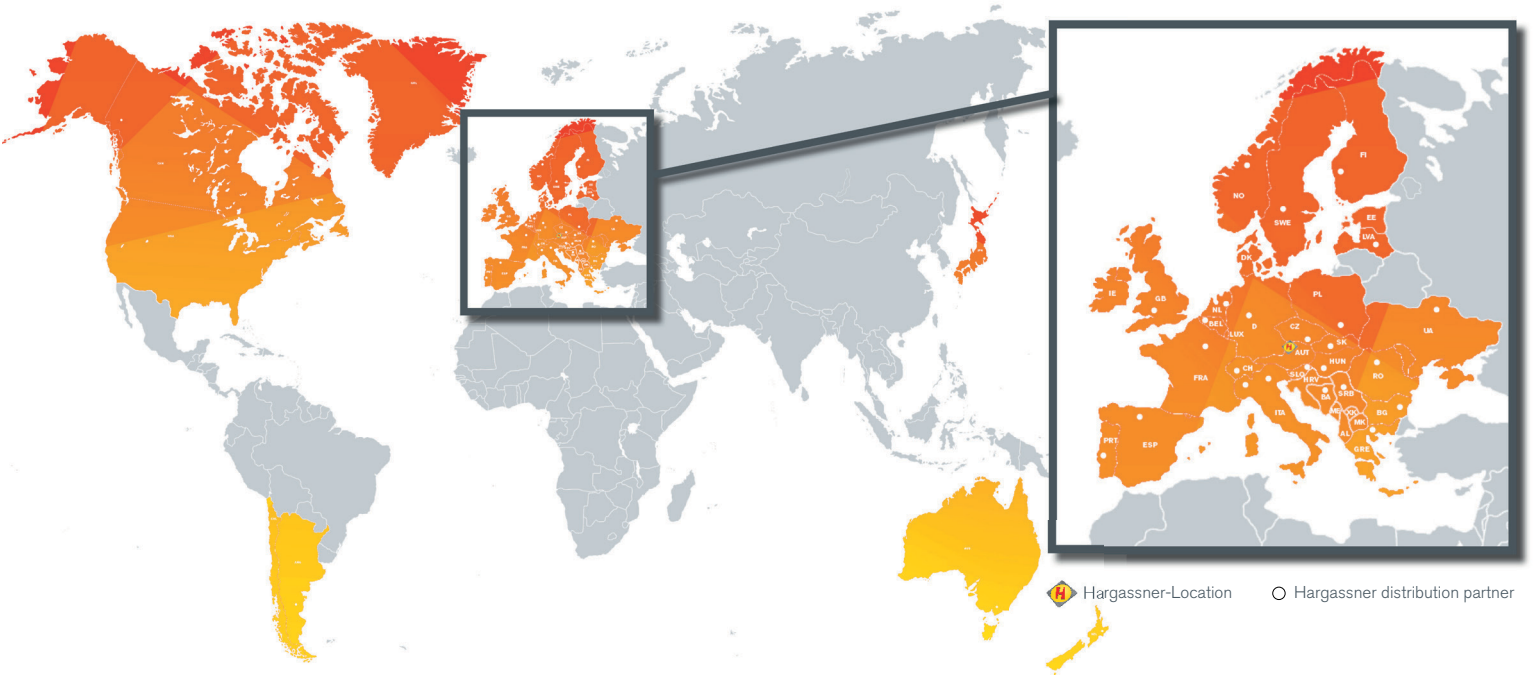 FI
NO
SWE
EE
LVA
DK
IE
GB
PL
NL
BEL
D
LUX
CZ
UA
SK
AUT
HUN
FRA
CH
SLO
HRV
RO
BA
SRB
ITA
ME
XK
MK
BG
AL
PRT
ESP
GRE
H Hargassner-Location
Hargassner distribution partner